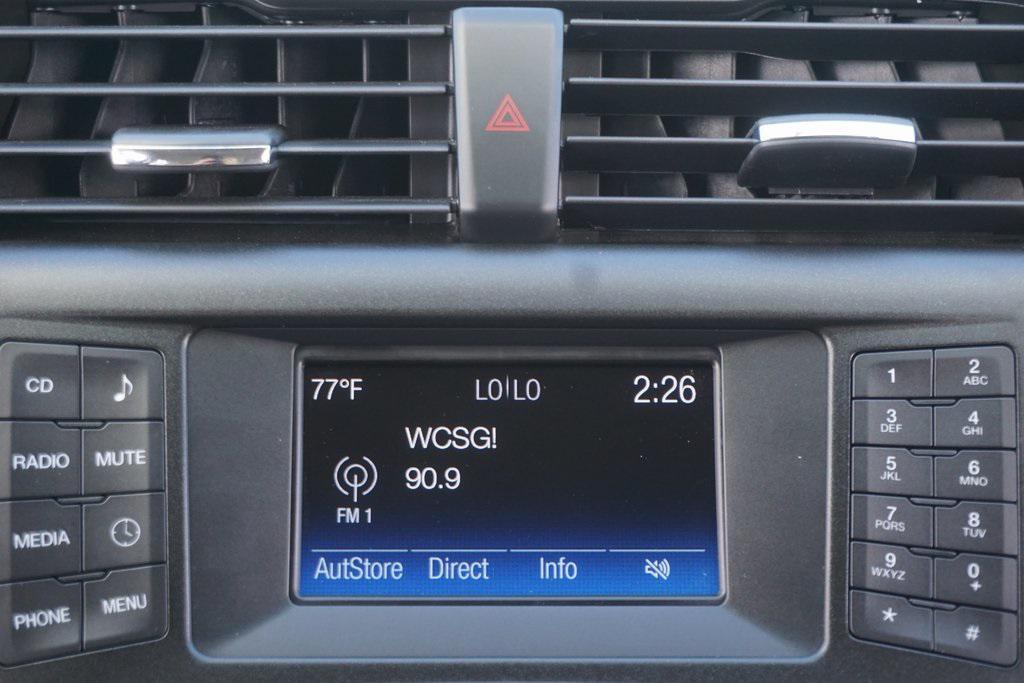 77°F LO LO 2:26
WCSG!
90.9
FM 1
AutStore Direct Info
CD
RADIO MUTE
MEDIA
PHONE MENU
1 2 ABC
3 DEF 4 GHI
5 JKL 6 MNO
7 PQRS 8 TUV
9 WXYZ 0 +
* #